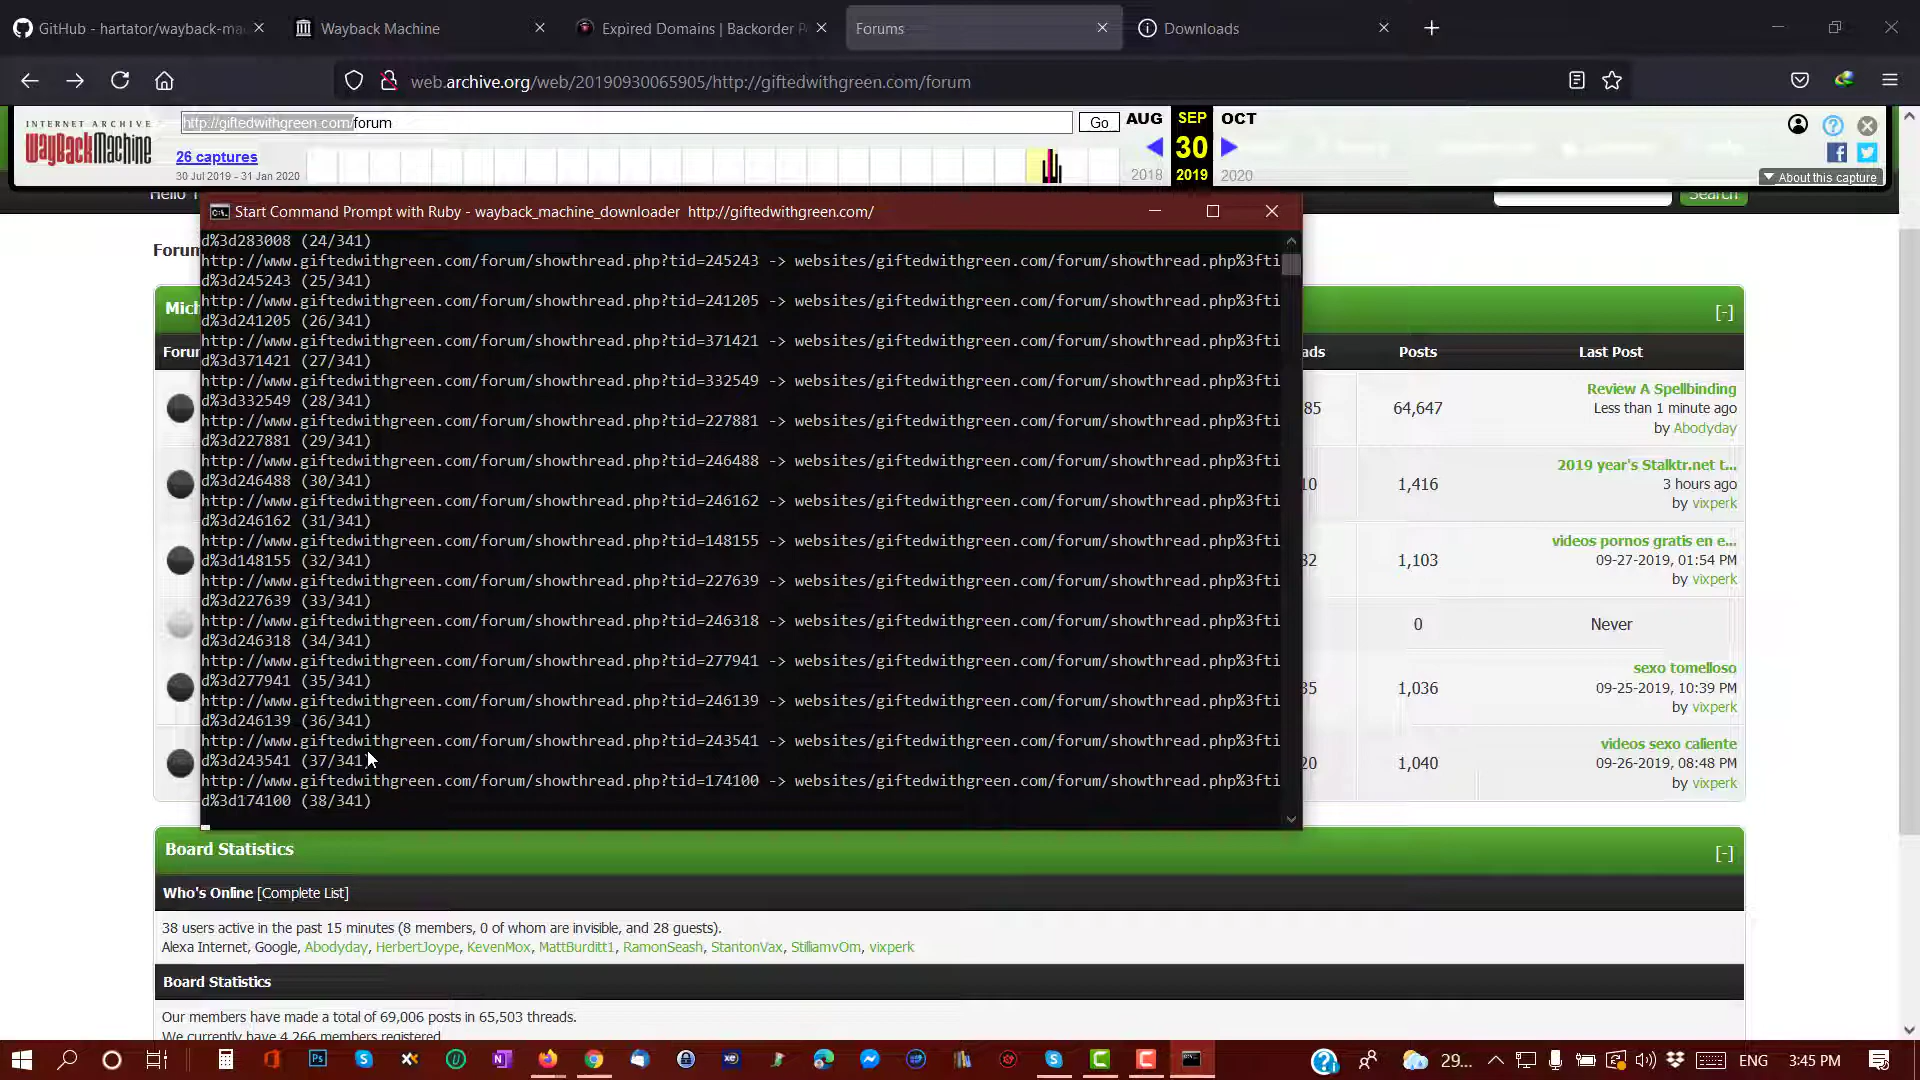 GitHub - hartator/wayback-ma
Wayback Machine
Expired Domains | Backorder P
Forums
Downloads
web.archive.org/web/20190930065905/http://giftedwithgreen.com/forum
INTERNET ARCHIVE
WayBackMachine
http://giftedwithgreen.com/forum
Go
AUG
SEP
OCT
26 captures
30
30 Jul 2019 - 31 Jan 2020
2018
2019
2020
About this capture
Hello
Search
Start Command Prompt with Ruby - wayback_machine_downloader http://giftedwithgreen.com/
d%3d283008 (24/341)
http://www.giftedwithgreen.com/forum/showthread.php?tid=245243 -> websites/giftedwithgreen.com/forum/showthread.php%3fti
d%3d245243 (25/341)
http://www.giftedwithgreen.com/forum/showthread.php?tid=241205 -> websites/giftedwithgreen.com/forum/showthread.php%3fti
d%3d241205 (26/341)
http://www.giftedwithgreen.com/forum/showthread.php?tid=371421 -> websites/giftedwithgreen.com/forum/showthread.php%3fti
d%3d371421 (27/341)
http://www.giftedwithgreen.com/forum/showthread.php?tid=332549 -> websites/giftedwithgreen.com/forum/showthread.php%3fti
d%3d332549 (28/341)
http://www.giftedwithgreen.com/forum/showthread.php?tid=227881 -> websites/giftedwithgreen.com/forum/showthread.php%3fti
d%3d227881 (29/341)
http://www.giftedwithgreen.com/forum/showthread.php?tid=246488 -> websites/giftedwithgreen.com/forum/showthread.php%3fti
d%3d246488 (30/341)
http://www.giftedwithgreen.com/forum/showthread.php?tid=246162 -> websites/giftedwithgreen.com/forum/showthread.php%3fti
d%3d246162 (31/341)
http://www.giftedwithgreen.com/forum/showthread.php?tid=148155 -> websites/giftedwithgreen.com/forum/showthread.php%3fti
d%3d148155 (32/341)
http://www.giftedwithgreen.com/forum/showthread.php?tid=227639 -> websites/giftedwithgreen.com/forum/showthread.php%3fti
d%3d227639 (33/341)
http://www.giftedwithgreen.com/forum/showthread.php?tid=246318 -> websites/giftedwithgreen.com/forum/showthread.php%3fti
d%3d246318 (34/341)
http://www.giftedwithgreen.com/forum/showthread.php?tid=277941 -> websites/giftedwithgreen.com/forum/showthread.php%3fti
d%3d277941 (35/341)
http://www.giftedwithgreen.com/forum/showthread.php?tid=246139 -> websites/giftedwithgreen.com/forum/showthread.php%3fti
d%3d246139 (36/341)
http://www.giftedwithgreen.com/forum/showthread.php?tid=243541 -> websites/giftedwithgreen.com/forum/showthread.php%3fti
d%3d243541 (37/341)
http://www.giftedwithgreen.com/forum/showthread.php?tid=174100 -> websites/giftedwithgreen.com/forum/showthread.php%3fti
d%3d174100 (38/341)
Forum
Mich
[-]
Forum
ads
Posts
Last Post
85
64,647
Review A Spellbinding
Less than 1 minute ago
by Abodyday
10
1,416
2019 year's Stalktr.net t...
3 hours ago
by vixperk
32
1,103
videos pornos gratis en e...
09-27-2019, 01:54 PM
by vixperk
0
Never
35
1,036
sexo tomelloso
09-25-2019, 10:39 PM
by vixperk
20
1,040
videos sexo caliente
09-26-2019, 08:48 PM
by vixperk
Board Statistics
[-]
Who's Online [Complete List]
38 users active in the past 15 minutes (8 members, 0 of whom are invisible, and 28 guests).
Alexa Internet, Google, Abodyday, HerbertJoype, KevenMox, MattBurditt1, RamonSeash, StantonVax, StilliamvOm, vixperk
Board Statistics
Our members have made a total of 69,006 posts in 65,503 threads.
We currently have 4,266 members registered.
29...
ENG
3:45 PM